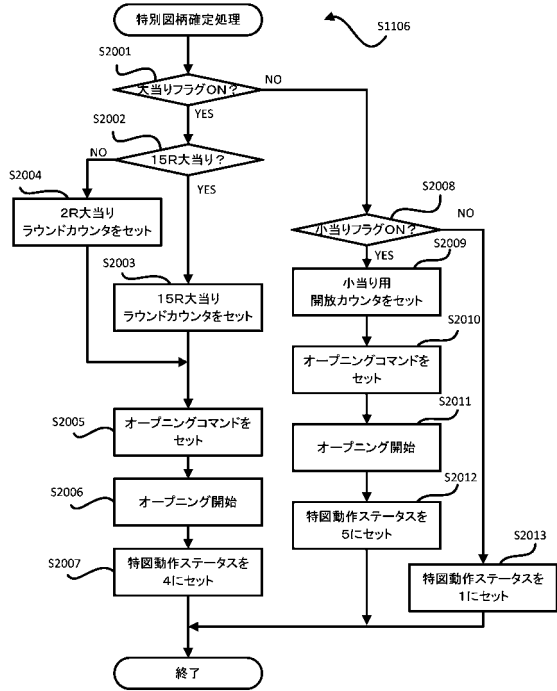 特別図柄確定処理
S1106
S2001
大当りフラグON?
NO
YES
S2002
15R大当り?
NO
YES
S2004
2R大当り
ラウンドカウンタをセット
S2003
15R大当り
ラウンドカウンタをセット
S2008
小当りフラグON?
NO
YES
S2009
小当り用
開放カウンタをセット
S2010
オープニングコマンドを
セット
S2005
オープニングコマンドを
セット
S2011
オープニング開始
S2006
オープニング開始
S2012
特図動作ステータスを
5にセット
S2007
特図動作ステータスを
4にセット
S2013
特図動作ステータスを
1にセット
終了